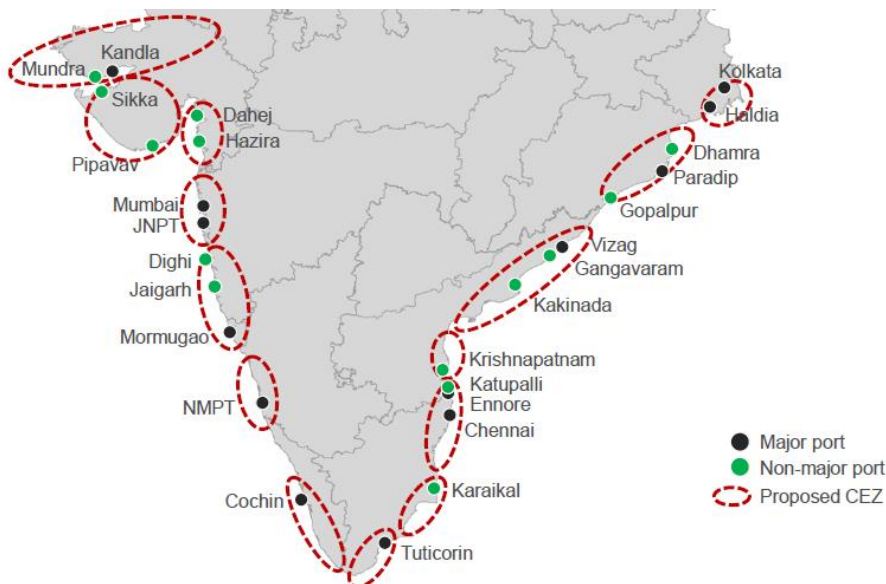 Kandla
Mundra
Sikka
Pipavav
Dahej
Hazira
Mumbai
JNPT
Dighi
Jaigarh
Mormugao
NMPT
Cochin
Tuticorin
Karaikal
Chennai
Ennore
Katupalli
Krishnapatnam
Kakinada
Gangavaram
Vizag
Gopalpur
Paradip
Dhamra
Haldia
Kolkata
Major port
Non-major port
Proposed CEZ